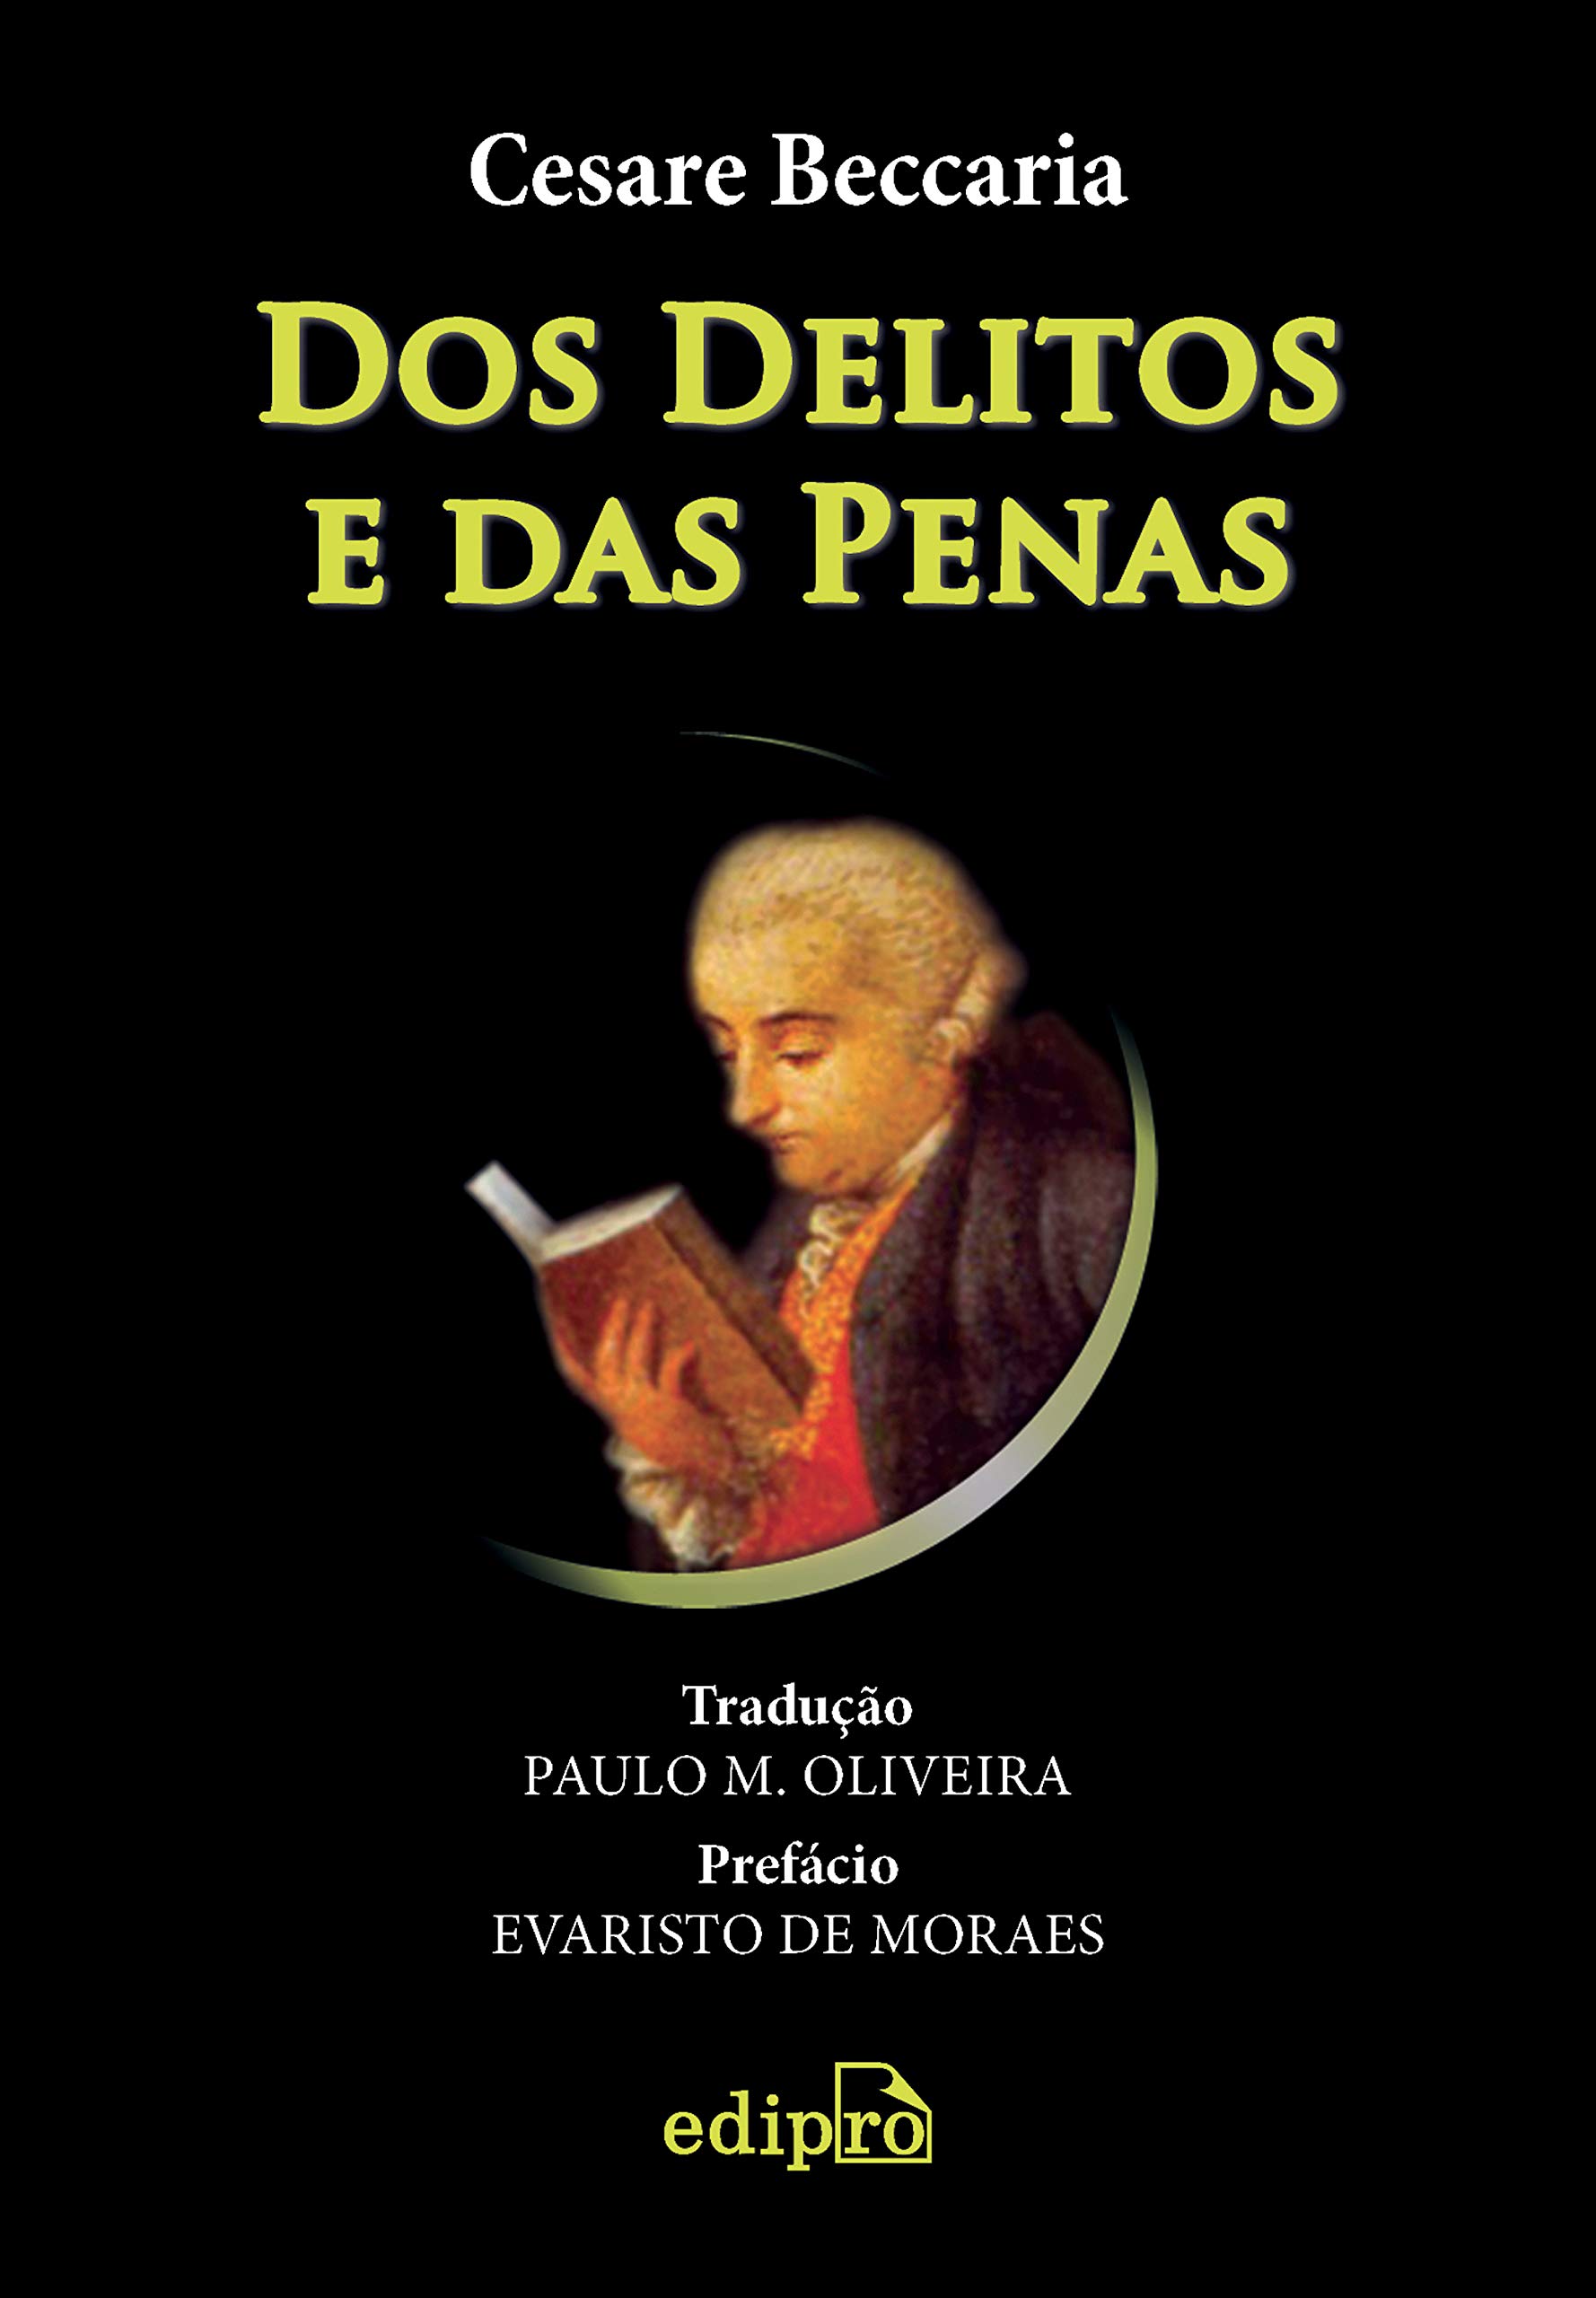 Cesare Beccaria
DOS DELITOS
E DAS PENAS
Tradução
PAULO M. OLIVEIRA
Prefácio
EVARISTO DE MORAES
edipro